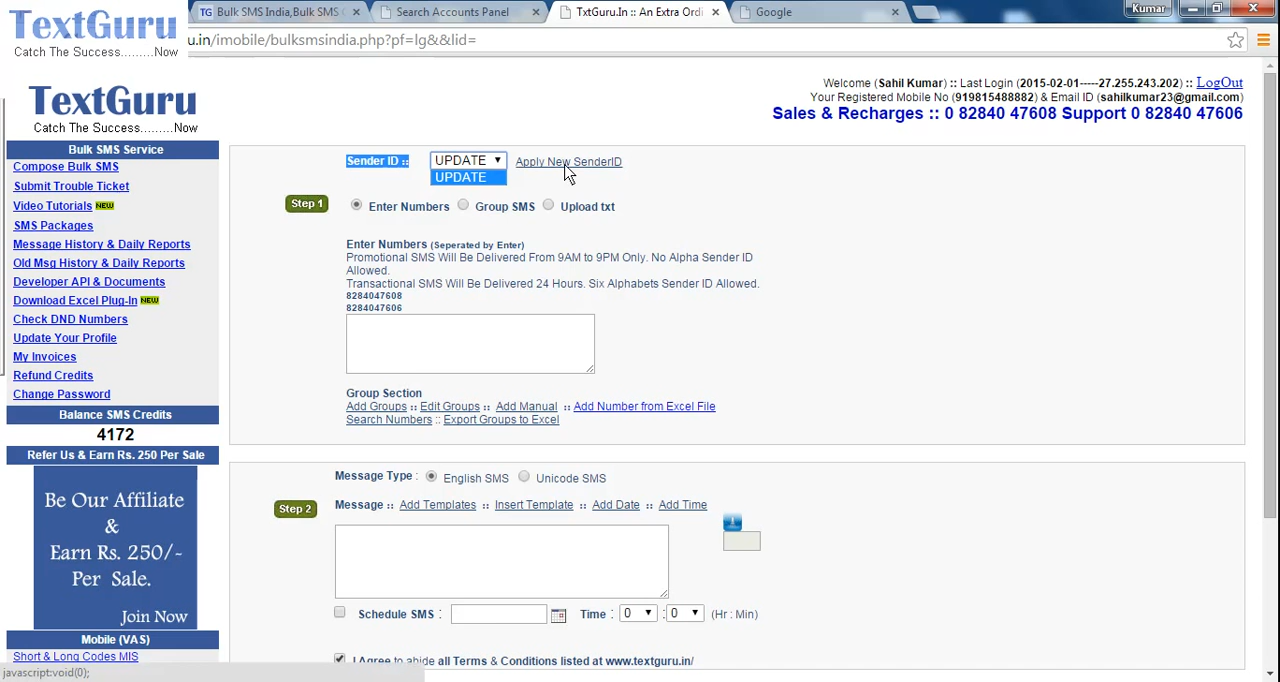 TextGuru
Catch The Success.........Now
TG Bulk SMS India,Bulk SMS
Search Accounts Panel
TxtGuru.In :: An Extra Ord
Google
Kumar
u.in/imobile/bulksmsindia.php?pf=lg&&lid=
TextGuru
Catch The Success.........Now
Welcome (Sahil Kumar) :: Last Login (2015-02-01-----27.255.243.202) :: LogOut
Your Registered Mobile No (919815488882) & Email ID (sahilkumar23@gmail.com)
Sales & Recharges :: 0 82840 47608 Support 0 82840 47606
Bulk SMS Service
Compose Bulk SMS
Submit Trouble Ticket
Video Tutorials NEW
SMS Packages
Message History & Daily Reports
Old Msg History & Daily Reports
Developer API & Documents
Download Excel Plug-In NEW
Check DND Numbers
Update Your Profile
My Invoices
Refund Credits
Change Password
Balance SMS Credits
4172
Refer Us & Earn Rs. 250 Per Sale
Be Our Affiliate
&
Earn Rs. 250/-
Per Sale.
Join Now
Mobile (VAS)
Short & Long Codes MIS
javascript:void(0);
Sender ID :: UPDATE Apply New SenderID
UPDATE
Step 1
Enter Numbers Group SMS Upload txt
Enter Numbers (Seperated by Enter)
Promotional SMS Will Be Delivered From 9AM to 9PM Only. No Alpha Sender ID
Allowed.
Transactional SMS Will Be Delivered 24 Hours. Six Alphabets Sender ID Allowed.
8284047608
8284047606
Group Section
Add Groups :: Edit Groups :: Add Manual :: Add Number from Excel File
Search Numbers :: Export Groups to Excel
Message Type : English SMS Unicode SMS
Step 2
Message :: Add Templates :: Insert Template :: Add Date :: Add Time
1
Schedule SMS : Time : 0 : 0 (Hr : Min)
I Agree to abide all Terms & Conditions listed at www.textguru.in/